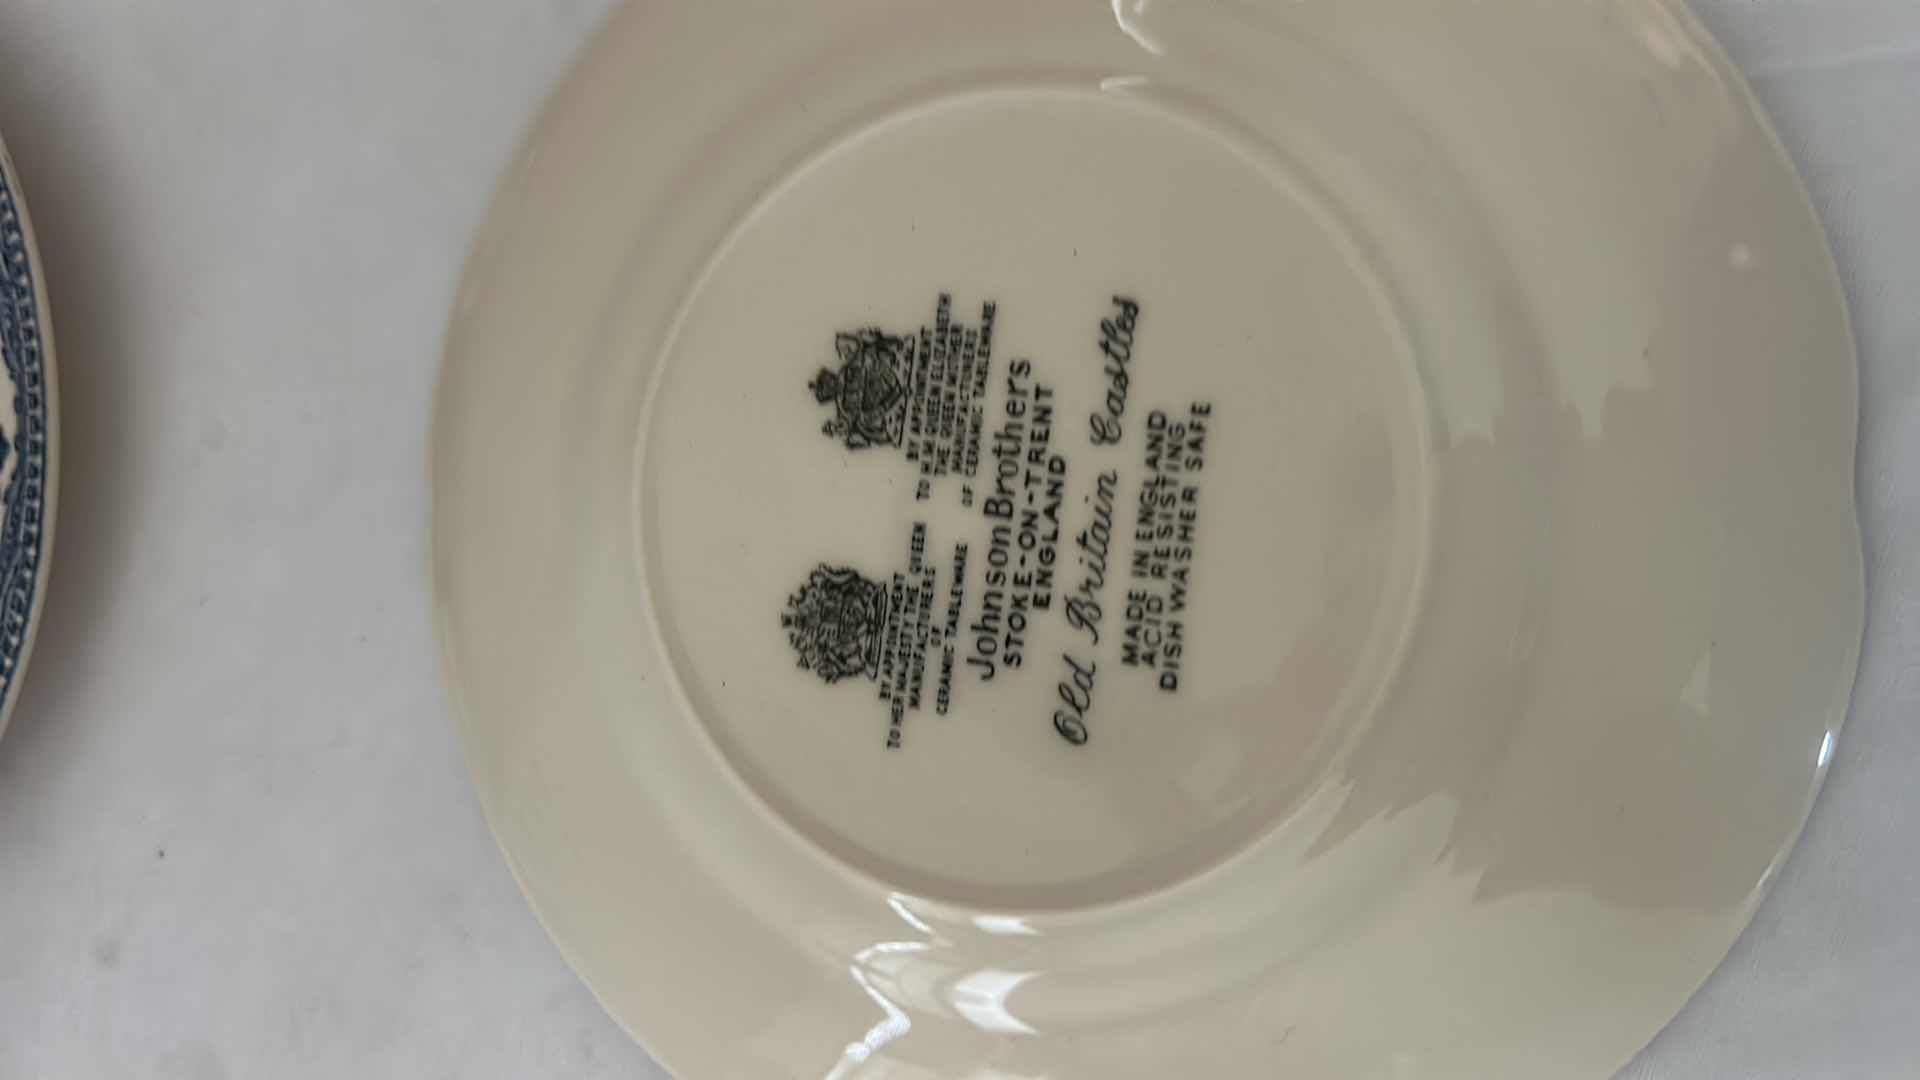 BY APPOINTMENT
TO HER MAJESTY THE QUEEN
MANUFACTURERS
OF
CERAMIC TABLEWARE
BY APPOINTMENT
TO H.M. QUEEN ELIZABETH
THE QUEEN MOTHER
MANUFACTURERS
OF CERAMIC TABLEWARE
Johnson Brothers
STOKE-ON-TRENT
ENGLAND
Old Britain Castles
MADE IN ENGLAND
ACID RESISTING
DISH WASHER SAFE